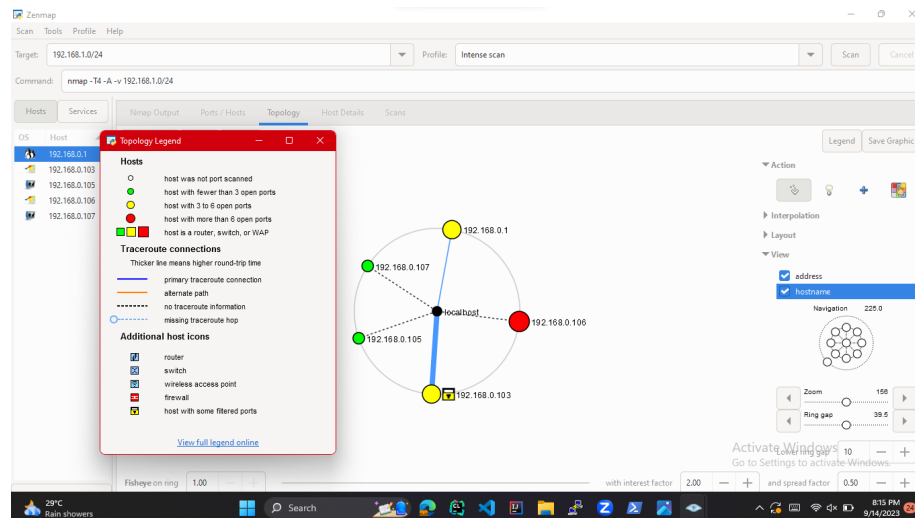 Zenmap
Scan Tools Profile Help
Target: 192.168.1.0/24 Profile: Intense scan Scan Cancel
Command: nmap -T4 -A -v 192.168.1.0/24
Hosts Services Nmap Output Ports / Hosts Topology Host Details Scans
OS Host
192.168.0.1
192.168.0.103
192.168.0.105
192.168.0.106
192.168.0.107
Topology Legend
Hosts
host was not port scanned
host with fewer than 3 open ports
host with 3 to 6 open ports
host with more than 6 open ports
host is a router, switch, or WAP
Traceroute connections
Thicker line means higher round-trip time
primary traceroute connection
alternate path
no traceroute information
missing traceroute hop
Additional host icons
router
switch
wireless access point
firewall
host with some filtered ports
View full legend online
192.168.0.1
192.168.0.107
localhost
192.168.0.106
192.168.0.105
192.168.0.103
Legend Save Graphic
Action
Interpolation
Layout
View
address
hostname
Navigation 225.0
Zoom 156
Ring gap 39.5
Lower ring gap 10
Activate Windows
Go to Settings to activate Windows.
Fisheye on ring 1.00 with interest factor 2.00 and spread factor 0.50
29°C
Rain showers
Search
8:15 PM
9/14/2023